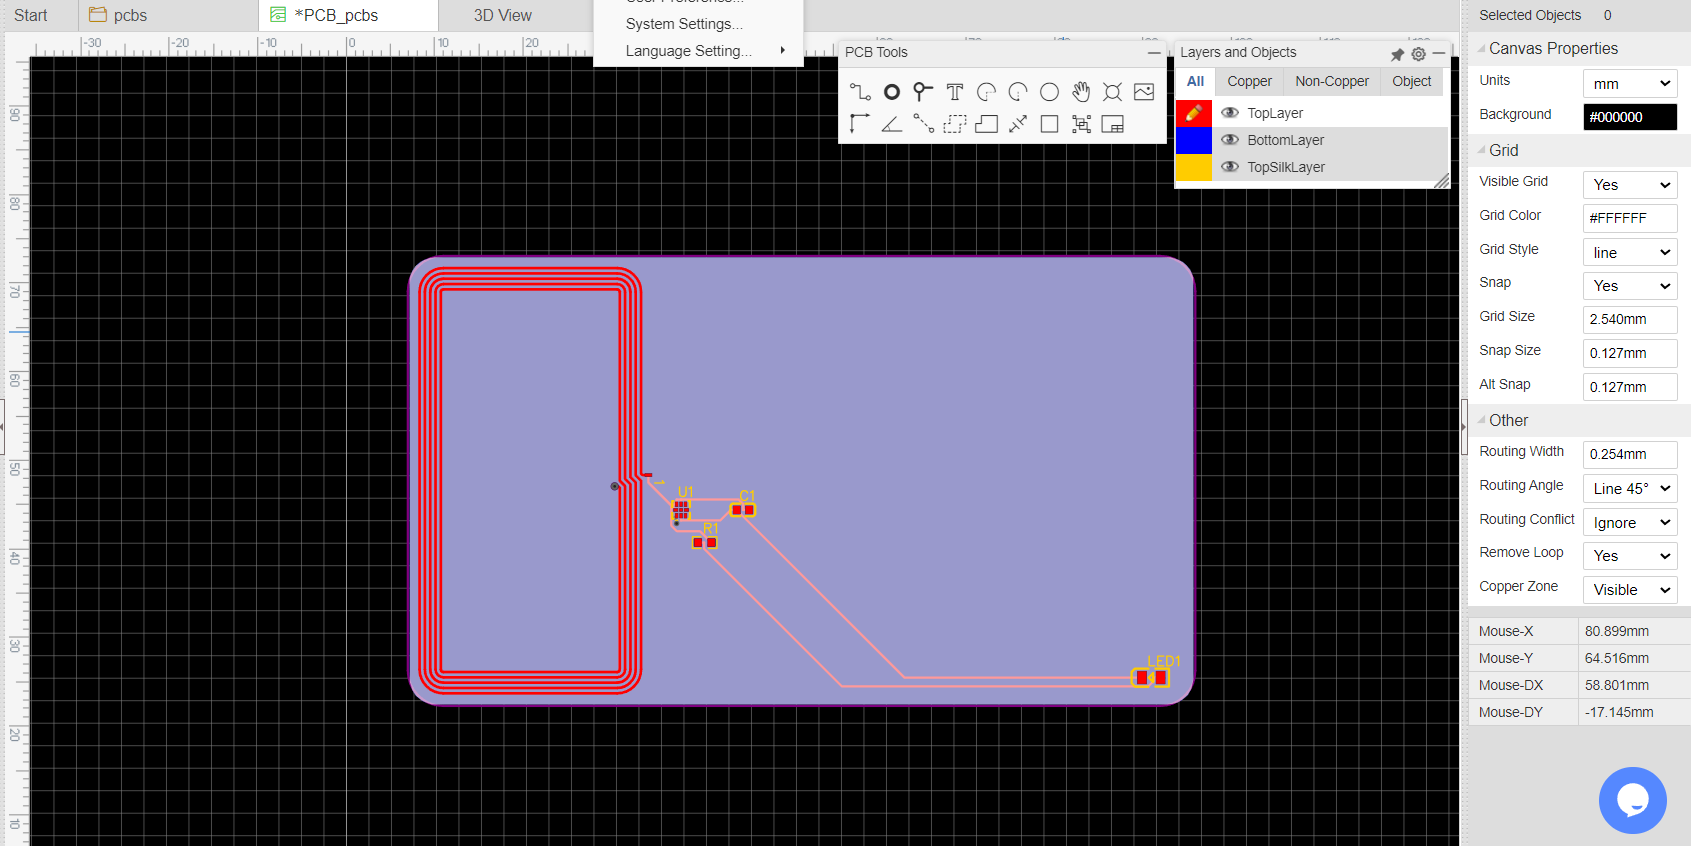 Start
pcbs
*PCB_pcbs
3D View
System Settings...
Language Setting...
-30
-20
-10
0
10
20
90
80
70
60
50
40
30
20
10
PCB Tools
Layers and Objects
All
Copper
Non-Copper
Object
TopLayer
BottomLayer
TopSilkLayer
1
U1
C1
R1
LED1
Selected Objects 0
Canvas Properties
Units mm
Background #000000
Grid
Visible Grid Yes
Grid Color #FFFFFF
Grid Style line
Snap Yes
Grid Size 2.540mm
Snap Size 0.127mm
Alt Snap 0.127mm
Other
Routing Width 0.254mm
Routing Angle Line 45°
Routing Conflict Ignore
Remove Loop Yes
Copper Zone Visible
Mouse-X 80.899mm
Mouse-Y 64.516mm
Mouse-DX 58.801mm
Mouse-DY -17.145mm